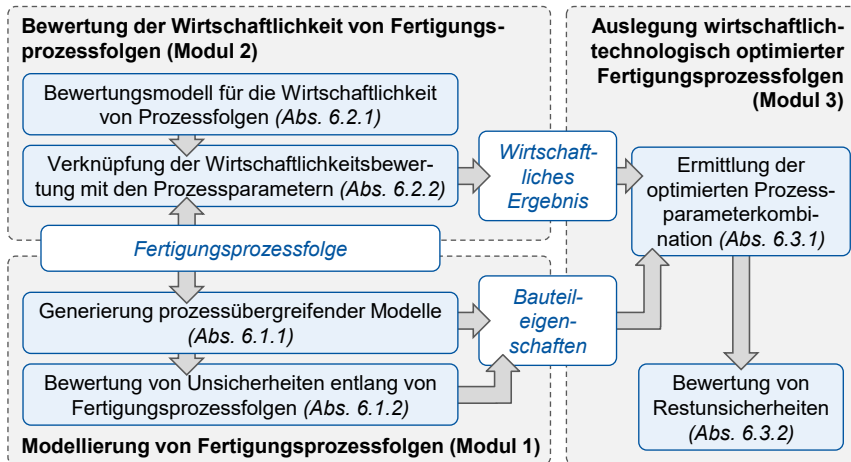 Bewertung der Wirtschaftlichkeit von Fertigungs-
prozessfolgen (Modul 2)
Bewertungsmodell für die Wirtschaftlichkeit
von Prozessfolgen (Abs. 6.2.1)
Verknüpfung der Wirtschaftlichkeitsbewer-
tung mit den Prozessparametern (Abs. 6.2.2)
Wirtschaft-
liches
Ergebnis
Fertigungsprozessfolge
Generierung prozessübergreifender Modelle
(Abs. 6.1.1)
Bewertung von Unsicherheiten entlang von
Fertigungsprozessfolgen (Abs. 6.1.2)
Modellierung von Fertigungsprozessfolgen (Modul 1)
Bauteil-
eigen-
schaften
Auslegung wirtschaftlich-
technologisch optimierter
Fertigungsprozessfolgen
(Modul 3)
Ermittlung der
optimierten Prozess-
parameterkombi-
nation (Abs. 6.3.1)
Bewertung von
Restunsicherheiten
(Abs. 6.3.2)